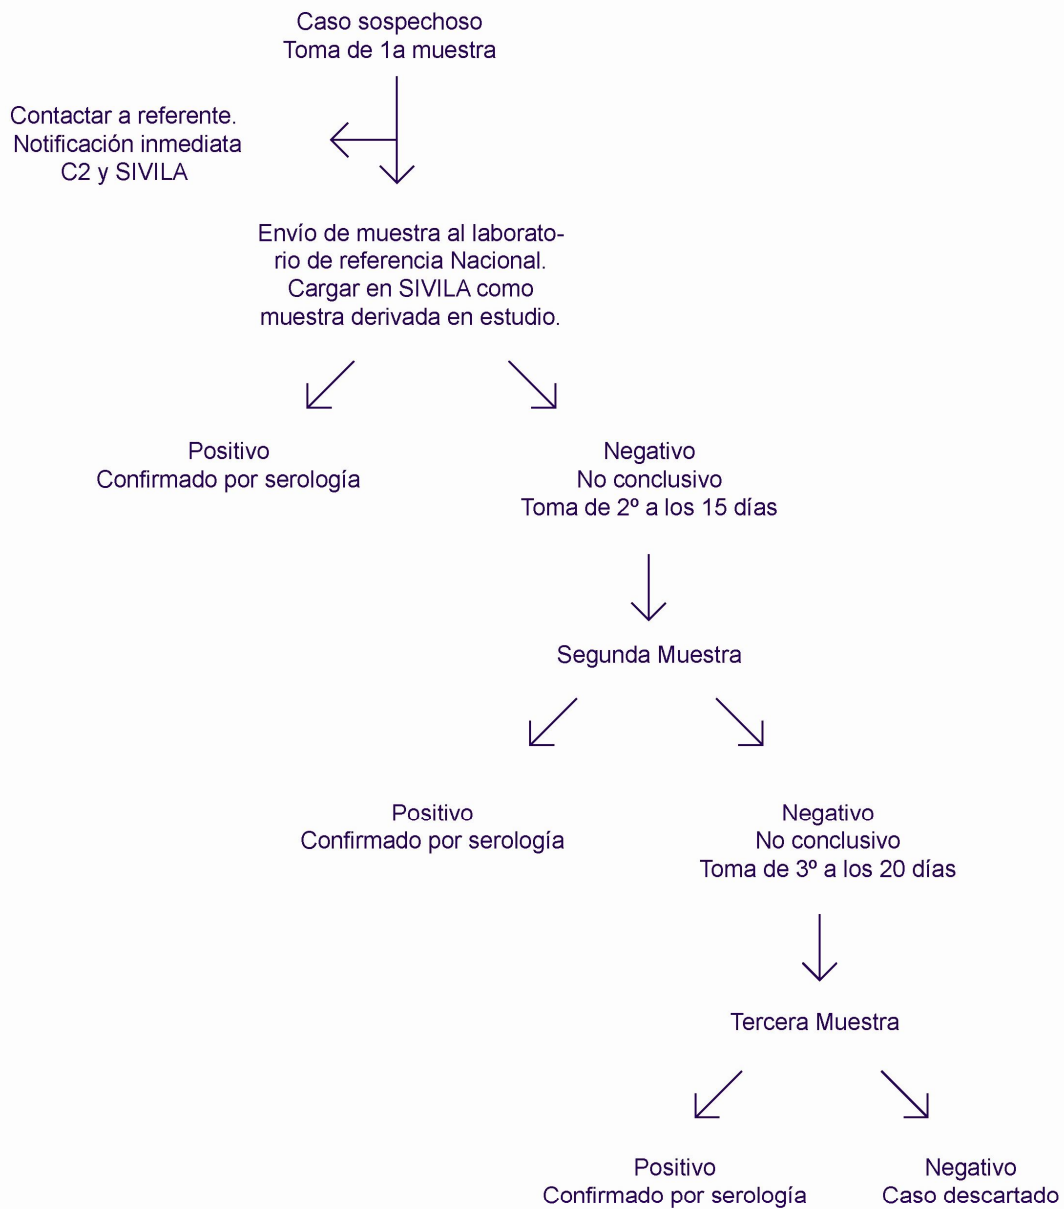 Caso sospechoso
Toma de 1a muestra
Contactar a referente.
Notificación inmediata
C2 y SIVILA
Envío de muestra al laborato-
rio de referencia Nacional.
Cargar en SIVILA como
muestra derivada en estudio.
Positivo
Confirmado por serología
Negativo
No conclusivo
Toma de 2º a los 15 días
Segunda Muestra
Positivo
Confirmado por serología
Negativo
No conclusivo
Toma de 3º a los 20 días
Tercera Muestra
Positivo
Confirmado por serología
Negativo
Caso descartado